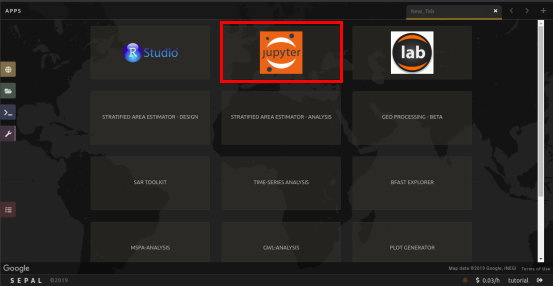 APPS
New_Tab
R Studio
jupyter
lab
STRATIFIED AREA ESTIMATOR - DESIGN
STRATIFIED AREA ESTIMATOR - ANALYSIS
GEO PROCESSING - BETA
SAR TOOLKIT
TIME-SERIES ANALYSIS
BFAST EXPLORER
MSPA-ANALYSIS
GWL-ANALYSIS
PLOT GENERATOR
Google
Map data ©2019 Google, INEGI
Terms of Use
SEPAL ©2019
$ 0.03/h tutorial